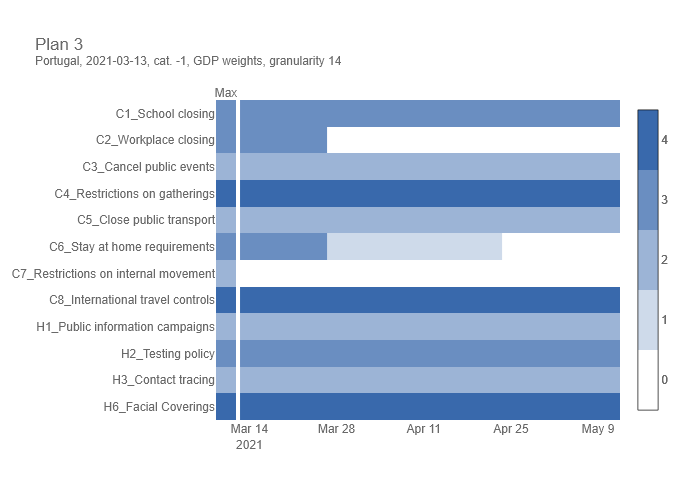 Plan 3
Portugal, 2021-03-13, cat. -1, GDP weights, granularity 14
Max
C1_School closing
C2_Workplace closing
C3_Cancel public events
C4_Restrictions on gatherings
C5_Close public transport
C6_Stay at home requirements
C7_Restrictions on internal movement
C8_International travel controls
H1_Public information campaigns
H2_Testing policy
H3_Contact tracing
H6_Facial Coverings
Mar 14 Mar 28 Apr 11 Apr 25 May 9
2021
4
3
2
1
0